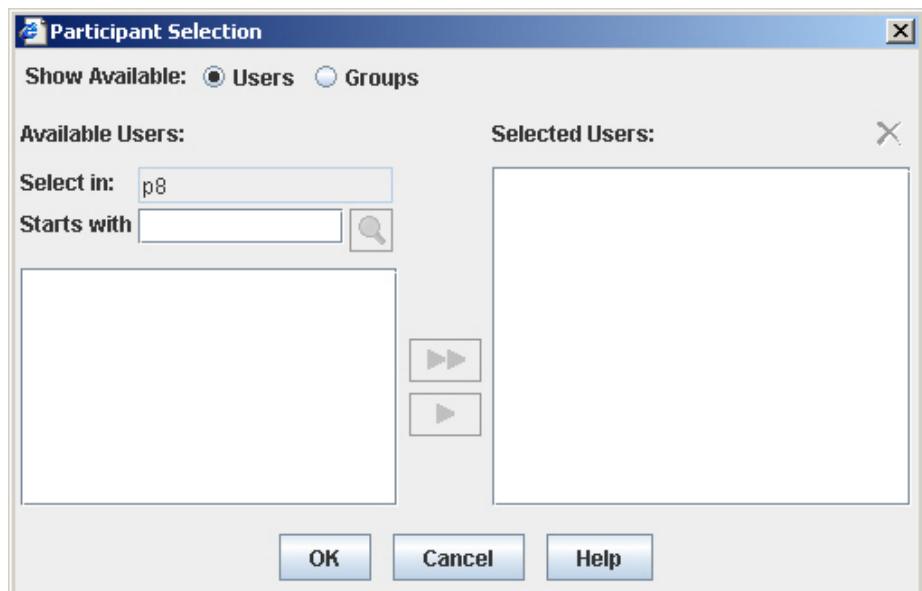 Participant Selection
Show Available: Users Groups
Available Users:
Selected Users:
Select in: p8
Starts with
OK Cancel Help